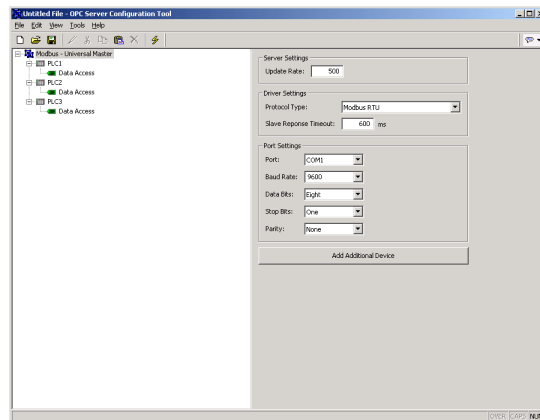 Untitled File - OPC Server Configuration Tool
File Edit View Tools Help
Modbus - Universal Master
PLC1
Data Access
PLC2
Data Access
PLC3
Data Access
Server Settings
Update Rate: 500
Driver Settings
Protocol Type: Modbus RTU
Slave Reponse Timeout: 600 ms
Port Settings
Port: COM1
Baud Rate: 9600
Data Bits: Eight
Stop Bits: One
Parity: None
Add Additional Device
OVER CAPS NUM